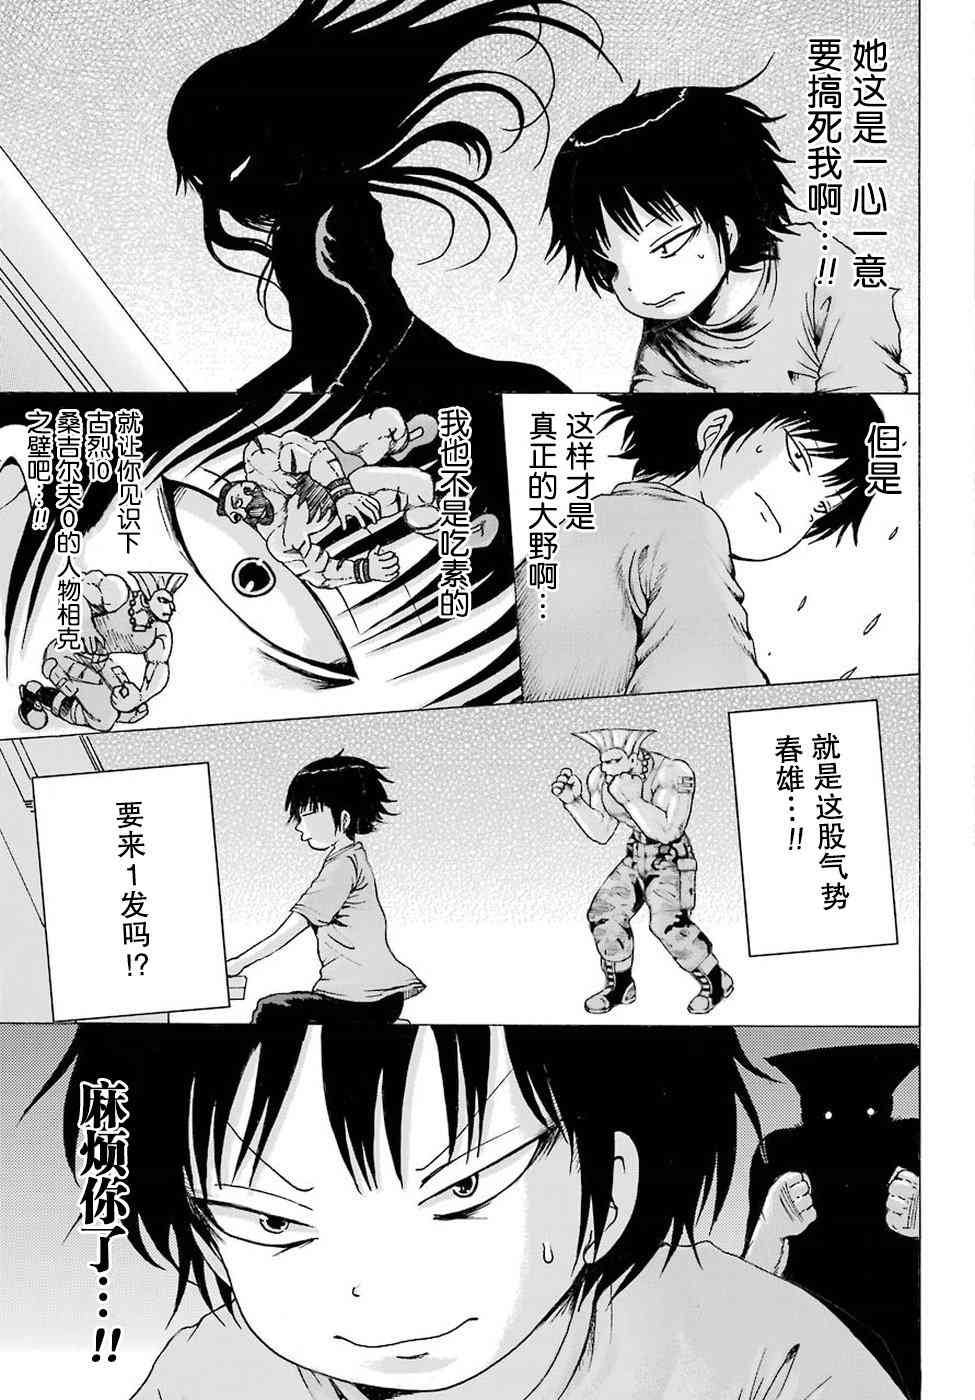 她这是一心一意
要搞死我啊…!!
但是
这样才是
真正的大野啊…
我也不是吃素的
就让你见识下
古烈10
桑吉尔夫0的人物相克
之壁吧…!!
就是这股气势
春雄…!!
要来1发吗!?
麻烦你了…!!